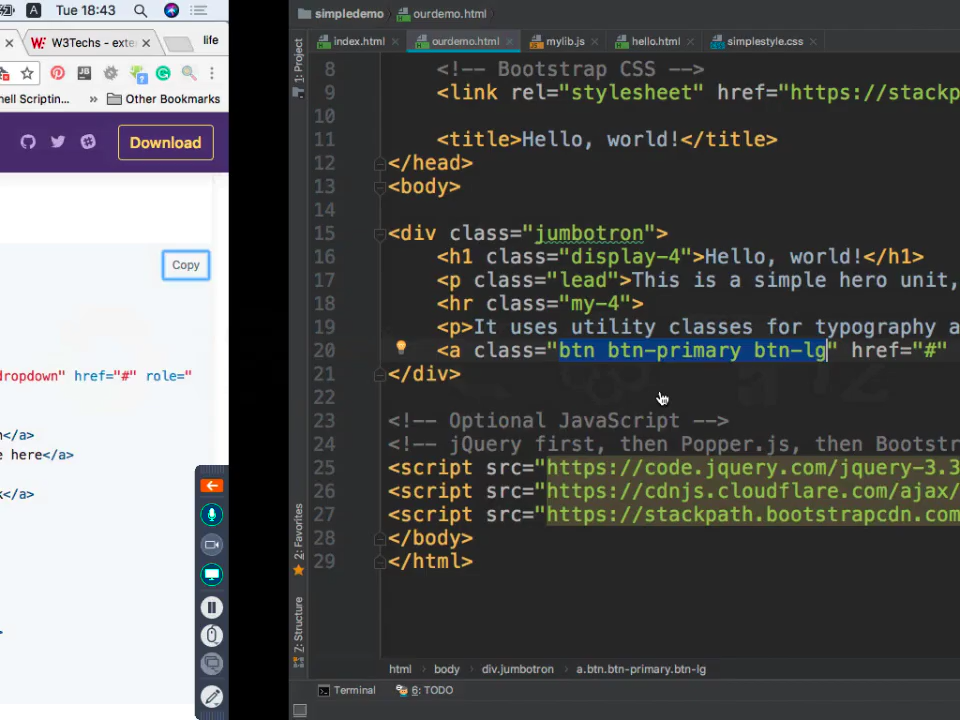 A Tue 18:43
W3Techs - exte
life
nell Scriptin...
» Other Bookmarks
Download
Copy
dropdown" href="#" role="
</a>
e here</a>
</a>
simpledemo ourdemo.html
index.html ourdemo.html mylib.js hello.html simplestyle.css
1: Project
2: Favorites
7: Structure
8 <!-- Bootstrap CSS -->
9 <link rel="stylesheet" href="https://stackp
10
11 <title>Hello, world!</title>
12 </head>
13 <body>
14
15 <div class="jumbotron">
16 <h1 class="display-4">Hello, world!</h1>
17 <p class="lead">This is a simple hero unit,
18 <hr class="my-4">
19 <p>It uses utility classes for typography a
20 <a class="btn btn-primary btn-lg" href="#"
21 </div>
22
23 <!-- Optional JavaScript -->
24 <!-- jQuery first, then Popper.js, then Bootstr
25 <script src="https://code.jquery.com/jquery-3.3
26 <script src="https://cdnjs.cloudflare.com/ajax/
27 <script src="https://stackpath.bootstrapcdn.com
28 </body>
29 </html>
html body div.jumbotron a.btn.btn-primary.btn-lg
Terminal 6: TODO